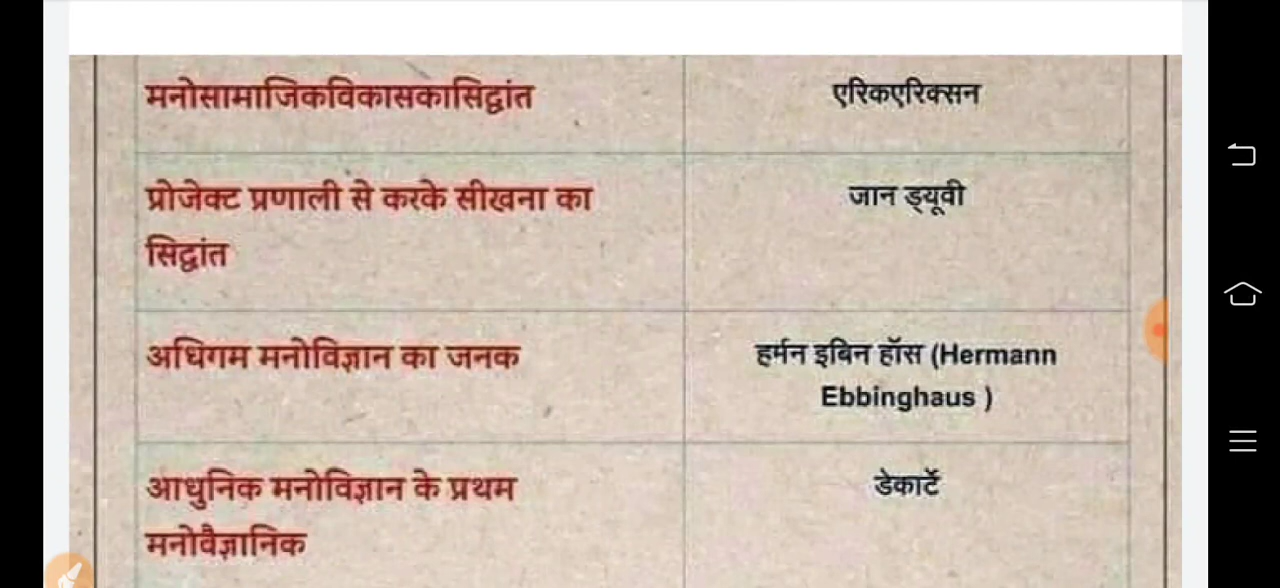 मनोसामाजिकविकासकासिद्वांत
एरिकएरिक्सन
प्रोजेक्ट प्रणाली से करके सीखना का
सिद्वांत
जान ड्यूवी
अधिगम मनोविज्ञान का जनक
हर्मन इबिन हॉस (Hermann
Ebbinghaus )
आधुनिक मनोविज्ञान के प्रथम
मनोवैज्ञानिक
डेकार्टे